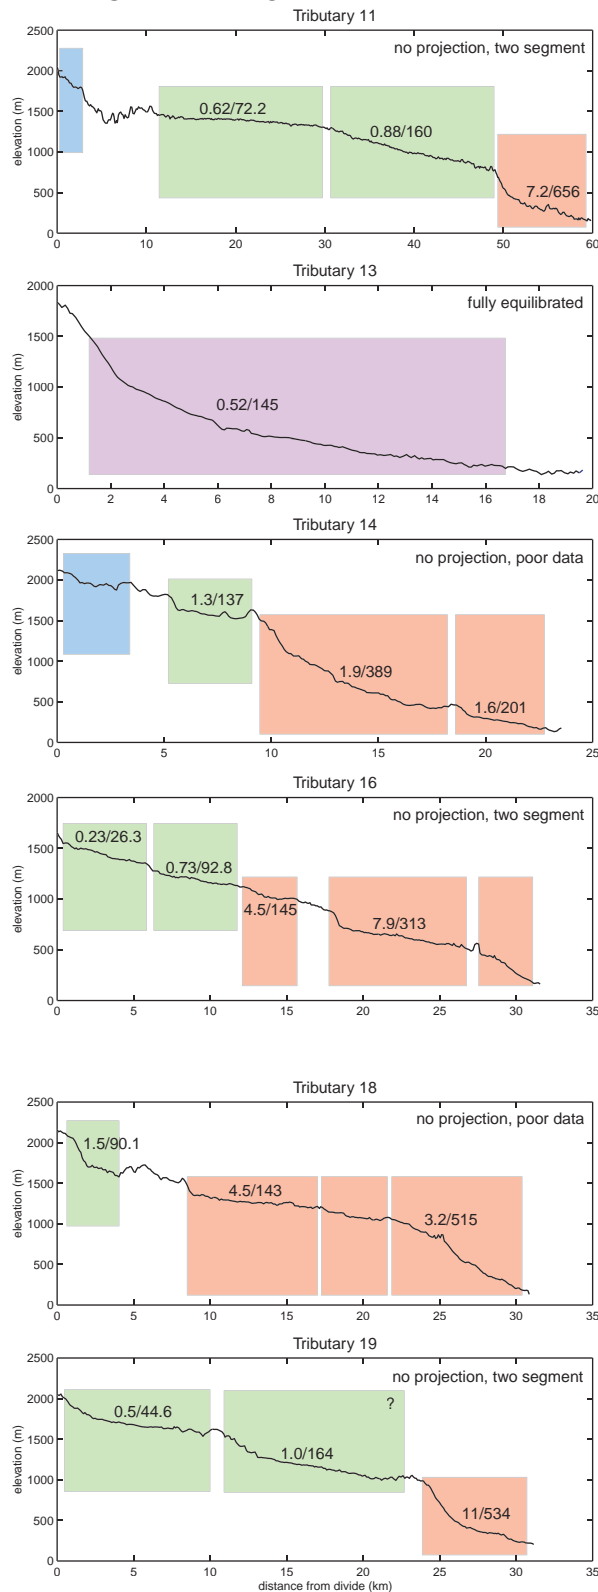 Tributary 11
2500
no projection, two segment
2000
0.62/72.2
1500
0.88/160
elevation (m)
1000
7.2/656
500
0
0 10 20 30 40 50 60
Tributary 13
2000
fully equilibrated
1500
elevation (m)
1000
0.52/145
500
0
0 2 4 6 8 10 12 14 16 18 20
Tributary 14
2500
no projection, poor data
2000
1.3/137
1500
elevation (m)
1000
1.9/389
500
1.6/201
0
0 5 10 15 20 25
Tributary 16
2000
no projection, two segment
0.23/26.3
1500
0.73/92.8
elevation (m)
1000
4.5/145
7.9/313
500
0
0 5 10 15 20 25 30 35
Tributary 18
2500
no projection, poor data
2000
1.5/90.1
1500
4.5/143
3.2/515
elevation (m)
1000
500
0
0 5 10 15 20 25 30 35
Tributary 19
2500
no projection, two segment
2000
?
0.5/44.6
1500
1.0/164
elevation (m)
1000
11/534
500
0
0 5 10 15 20 25 30 35
distance from divide (km)